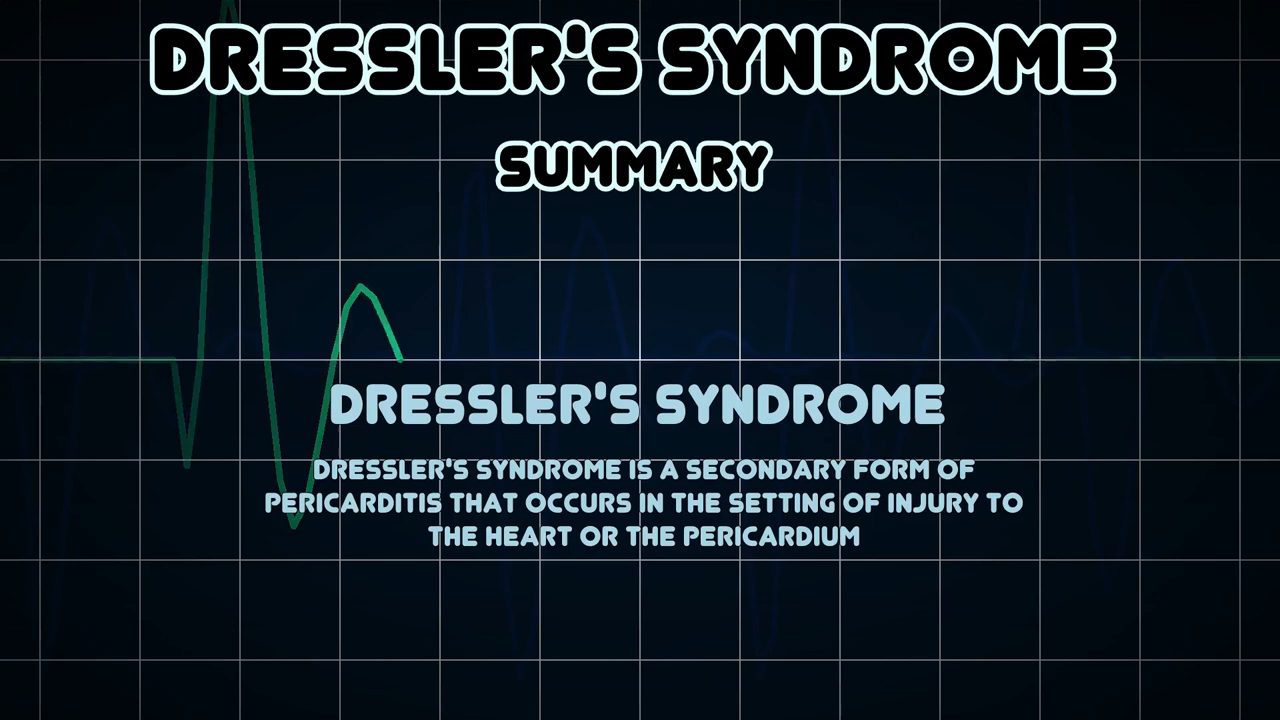 DRESSLER'S SYNDROME
SUMMARY
DRESSLER'S SYNDROME
DRESSLER'S SYNDROME IS A SECONDARY FORM OF
PERICARDITIS THAT OCCURS IN THE SETTING OF INJURY TO
THE HEART OR THE PERICARDIUM